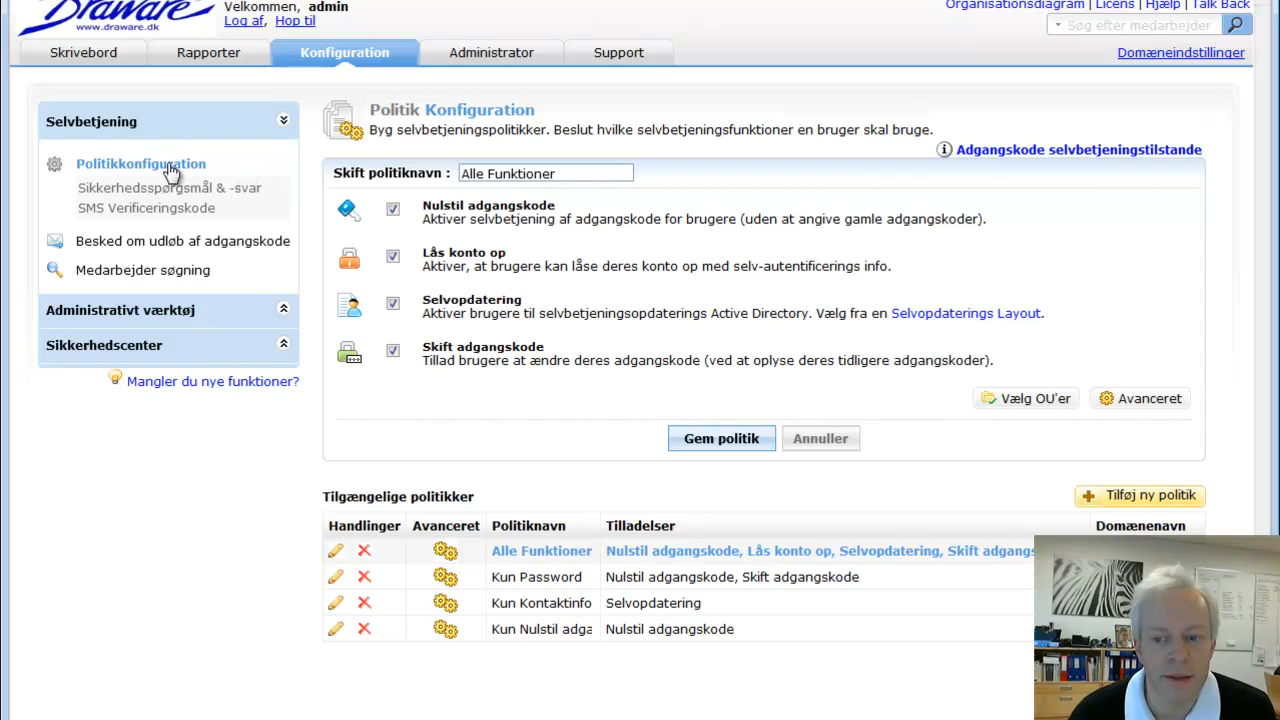 Draware
www.draware.dk
Velkommen, admin
Log af, Hop til
Organisationsdiagram | Licens | Hjælp | Talk Back
Søg efter medarbejder
Skrivebord Rapporter Konfiguration Administrator Support
Domæneindstillinger
Selvbetjening
Politikkonfiguration
Sikkerhedsspørgsmål & -svar
SMS Verificeringskode
Besked om udløb af adgangskode
Medarbejder søgning
Administrativt værktøj
Sikkerhedscenter
Mangler du nye funktioner?
Politik Konfiguration
Byg selvbetjeningspolitikker. Beslut hvilke selvbetjeningsfunktioner en bruger skal bruge.
Adgangskode selvbetjeningstilstande
Skift politiknavn : Alle Funktioner
Nulstil adgangskode
Aktiver selvbetjening af adgangskode for brugere (uden at angive gamle adgangskoder).
Lås konto op
Aktiver, at brugere kan låse deres konto op med selv-autentificerings info.
Selvopdatering
Aktiver brugere til selvbetjeningsopdaterings Active Directory. Vælg fra en Selvopdaterings Layout.
Skift adgangskode
Tillad brugere at ændre deres adgangskode (ved at oplyse deres tidligere adgangskoder).
Vælg OU'er Avanceret
Gem politik Annuller
Tilgængelige politikker
Tilføj ny politik
Handlinger Avanceret Politiknavn Tilladelser Domænenavn
Alle Funktioner Nulstil adgangskode, Lås konto op, Selvopdatering, Skift adgangs
Kun Password Nulstil adgangskode, Skift adgangskode
Kun Kontaktinfo Selvopdatering
Kun Nulstil adga Nulstil adgangskode